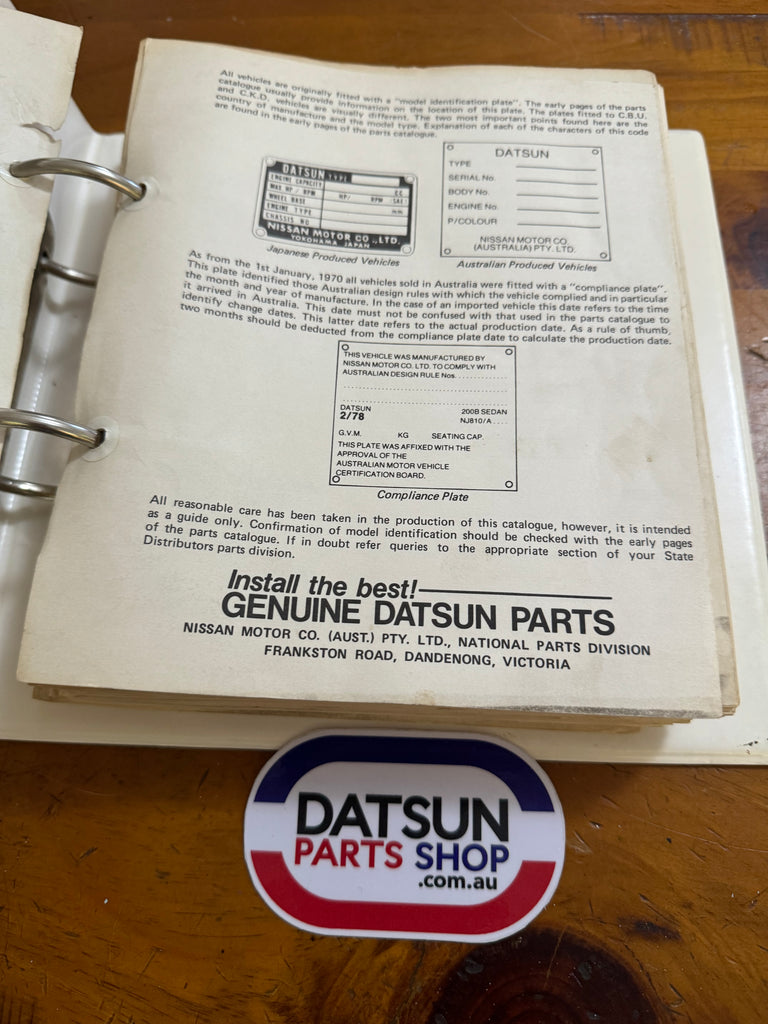 All vehicles are originally fitted with a "model identification plate". The early pages of the parts
catalogue usually provide information on the location of this plate. The plates fitted to C.B.U.
and C.K.D. vehicles are visually different. The two most important points found here are the
country of manufacture and the model type. Explanation of each of the characters of this code
are found in the early pages of the parts catalogue.
DATSUN TYPE
ENGINE CAPACITY CC
MAX. HP / RPM HP/ RPM SAE
WHEEL BASE mm
ENGINE TYPE
CHASSIS NO.
NISSAN MOTOR CO.,LTD.
YOKOHAMA JAPAN
Japanese Produced Vehicles
DATSUN
TYPE
SERIAL No.
BODY No.
ENGINE No.
P/COLOUR
NISSAN MOTOR CO.
(AUSTRALIA) PTY. LTD.
Australian Produced Vehicles
As from the 1st January, 1970 all vehicles sold in Australia were fitted with a "compliance plate".
This plate identified those Australian design rules with which the vehicle complied and in particular
the month and year of manufacture. In the case of an imported vehicle this date refers to the time
it arrived in Australia. This date must not be confused with that used in the parts catalogue to
identify change dates. This latter date refers to the actual production date. As a rule of thumb,
two months should be deducted from the compliance plate date to calculate the production date.
THIS VEHICLE WAS MANUFACTURED BY
NISSAN MOTOR CO. LTD. TO COMPLY WITH
AUSTRALIAN DESIGN RULE Nos. . . . . . . . . . . . .
DATSUN 200B SEDAN
2/78 NJ810/A . . . .
G.V.M. KG SEATING CAP.
THIS PLATE WAS AFFIXED WITH THE
APPROVAL OF THE
AUSTRALIAN MOTOR VEHICLE
CERTIFICATION BOARD.
Compliance Plate
All reasonable care has been taken in the production of this catalogue, however, it is intended
as a guide only. Confirmation of model identification should be checked with the early pages
of the parts catalogue. If in doubt refer queries to the appropriate section of your State
Distributors parts division.
Install the best!
GENUINE DATSUN PARTS
NISSAN MOTOR CO. (AUST.) PTY. LTD., NATIONAL PARTS DIVISION
FRANKSTON ROAD, DANDENONG, VICTORIA
DATSUN
PARTS SHOP
.com.au